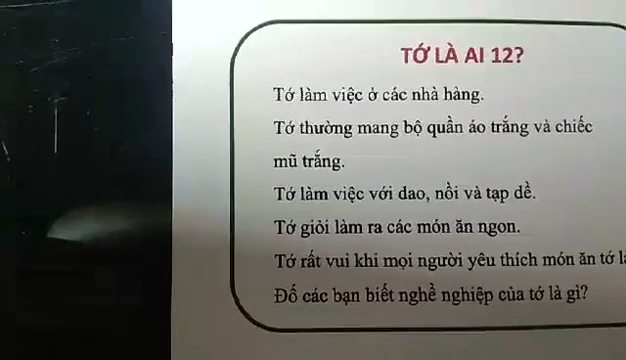 TỚ LÀ AI 12?
Tớ làm việc ở các nhà hàng.
Tớ thường mang bộ quần áo trắng và chiếc
mũ trắng.
Tớ làm việc với dao, nồi và tạp dề.
Tớ giỏi làm ra các món ăn ngon.
Tớ rất vui khi mọi người yêu thích món ăn tớ
Đố các bạn biết nghề nghiệp của tớ là gì?